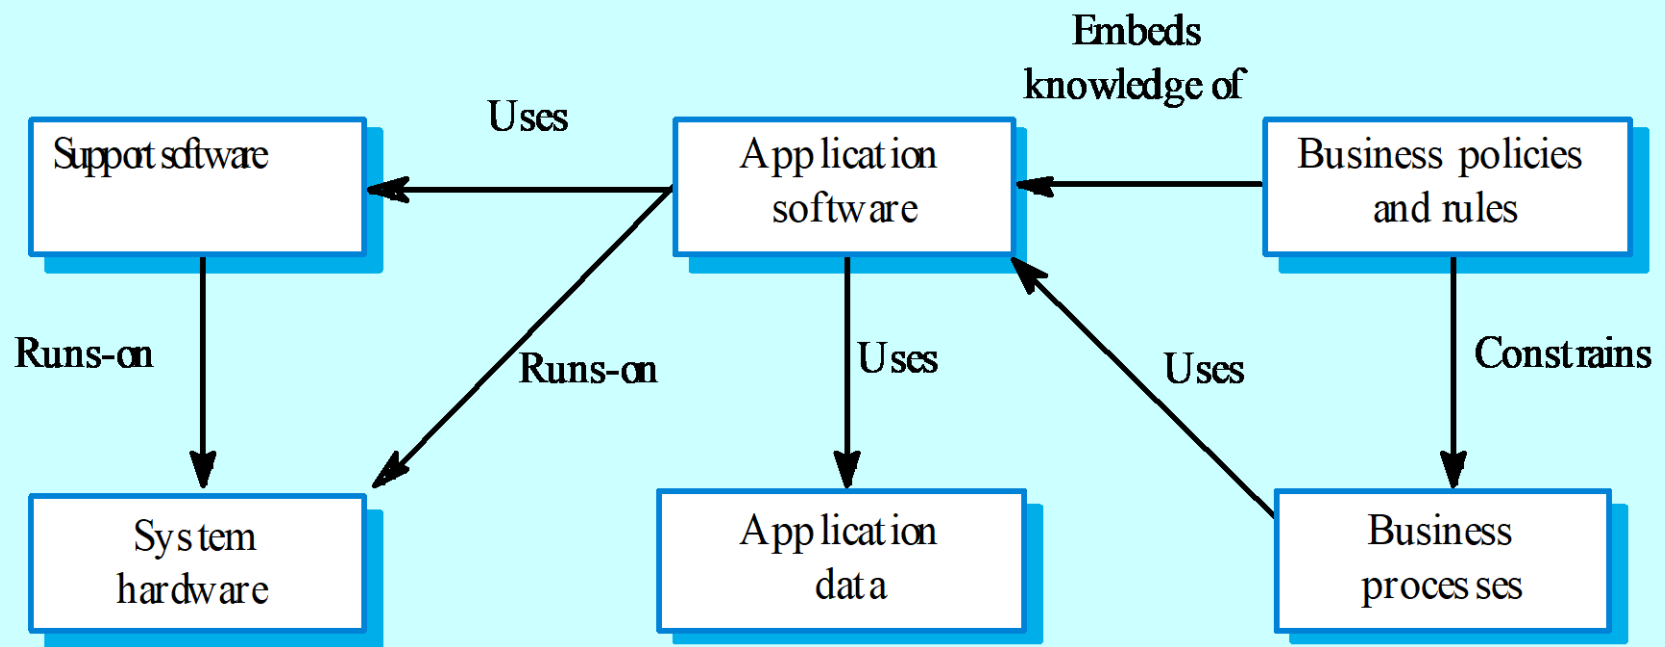 Embeds
knowledge of
Uses
Support software
Application
software
Business policies
and rules
Runs-on
Runs-on
Uses
Uses
Constrains
System
hardware
Application
data
Business
processes